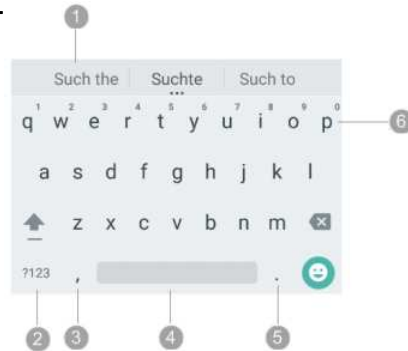 1
Such the Suchte Such to
1 2 3 4 5 6 7 8 9 0
q w e r t y u i o p 6
a s d f g h j k l
z x c v b n m
?123 , .
2 3 4 5